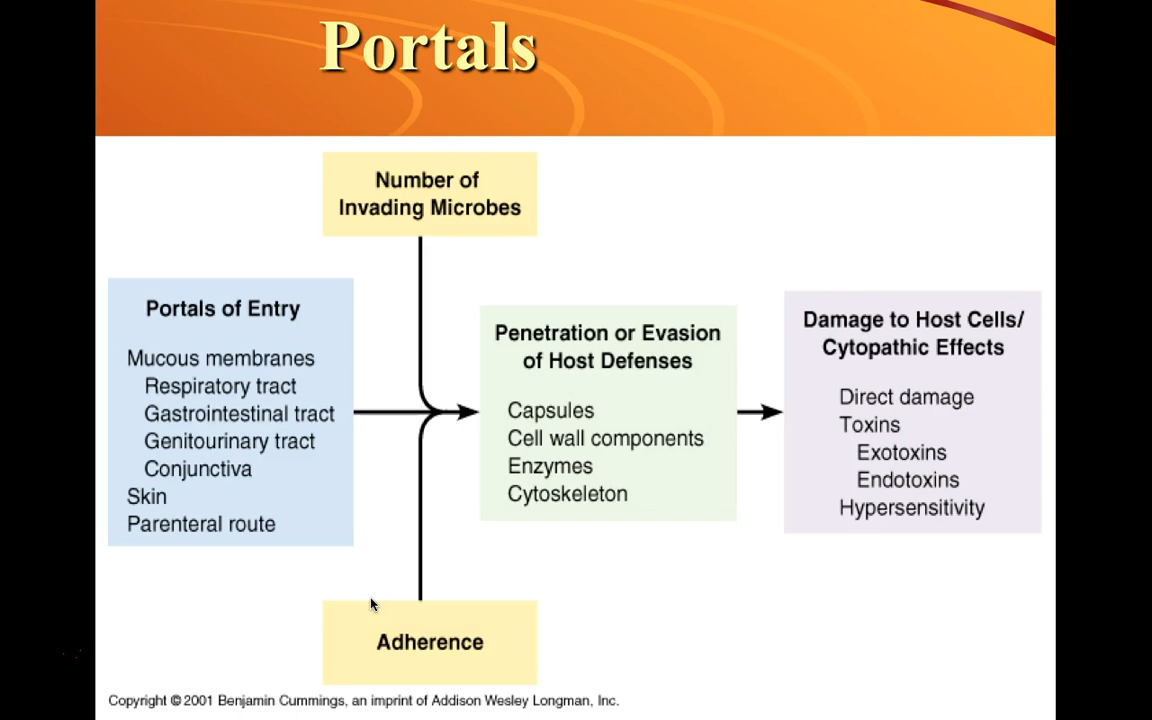 Portals
Number of
Invading Microbes
Portals of Entry
Mucous membranes
Respiratory tract
Gastrointestinal tract
Genitourinary tract
Conjunctiva
Skin
Parenteral route
Penetration or Evasion
of Host Defenses
Capsules
Cell wall components
Enzymes
Cytoskeleton
Damage to Host Cells/
Cytopathic Effects
Direct damage
Toxins
Exotoxins
Endotoxins
Hypersensitivity
Adherence
Copyright © 2001 Benjamin Cummings, an imprint of Addison Wesley Longman, Inc.